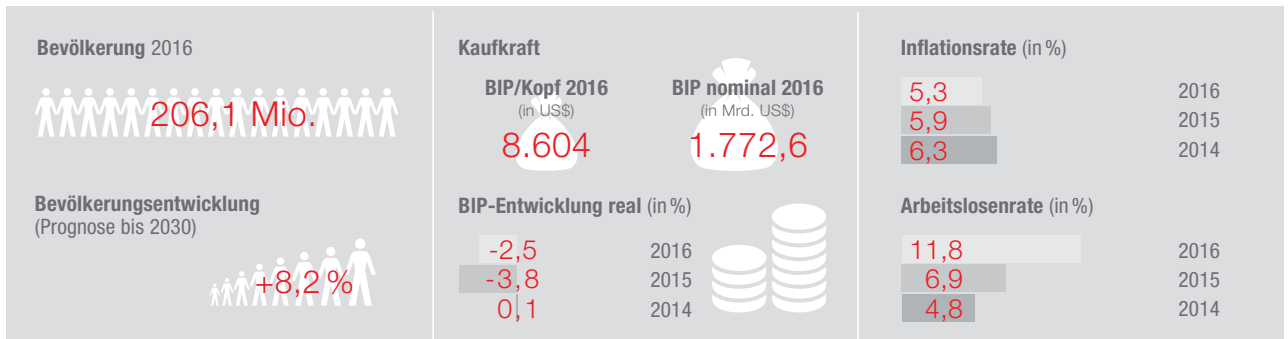 Bevölkerung 2016
206,1 Mio.
Bevölkerungsentwicklung
(Prognose bis 2030)
+8,2 %
Kaufkraft
BIP/Kopf 2016
(in US$)
8.604
BIP nominal 2016
(in Mrd. US$)
1.772,6
BIP-Entwicklung real (in %)
-2,5 2016
-3,8 2015
0,1 2014
Inflationsrate (in %)
5,3 2016
5,9 2015
6,3 2014
Arbeitslosenrate (in %)
11,8 2016
6,9 2015
4,8 2014